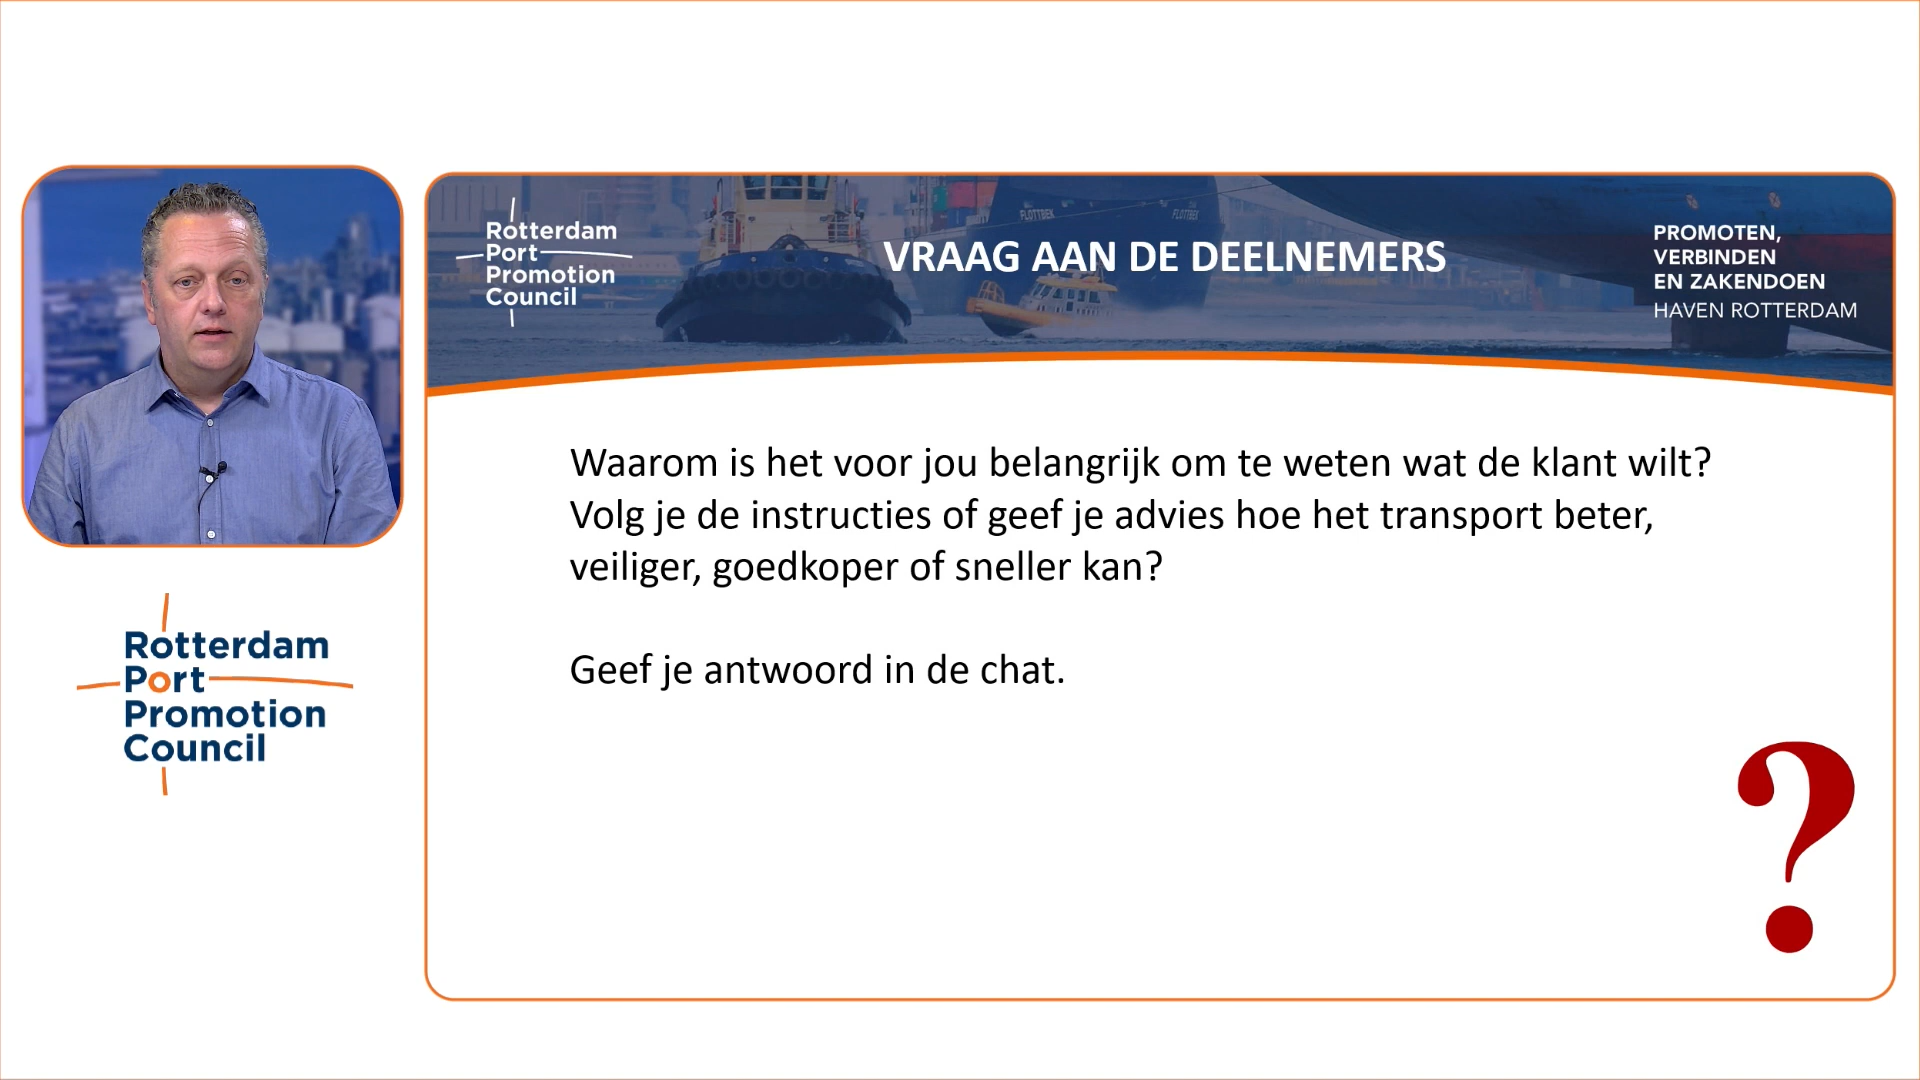 Rotterdam
Port
Promotion
Council
VRAAG AAN DE DEELNEMERS
PROMOTEN,
VERBINDEN
EN ZAKENDOEN
HAVEN ROTTERDAM
FLOTTBEK
FLOTTBEK
Waarom is het voor jou belangrijk om te weten wat de klant wilt?
Volg je de instructies of geef je advies hoe het transport beter,
veiliger, goedkoper of sneller kan?
Geef je antwoord in de chat.
?
Rotterdam
Port
Promotion
Council